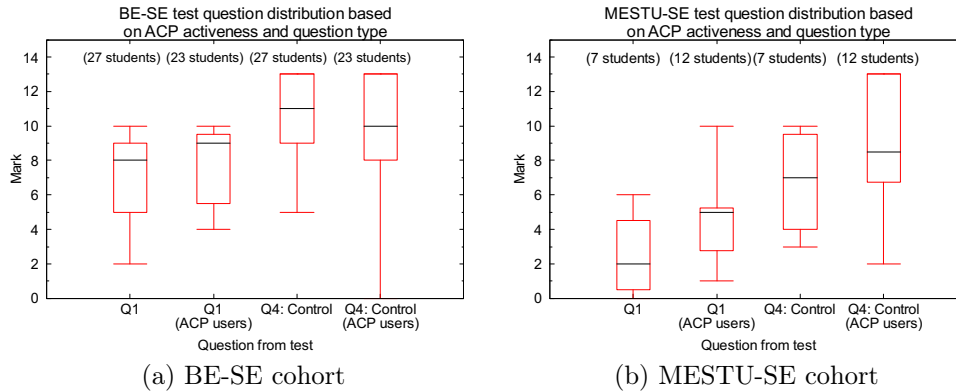 BE-SE test question distribution based
on ACP activeness and question type
(27 students) (23 students) (27 students) (23 students)
14
12
10
8
6
4
2
0
Mark
Q1
Q1
(ACP users)
Q4: Control
Q4: Control
(ACP users)
Question from test
(a) BE-SE cohort
MESTU-SE test question distribution based
on ACP activeness and question type
(7 students) (12 students) (7 students) (12 students)
14
12
10
8
6
4
2
0
Mark
Q1
Q1
(ACP users)
Q4: Control
Q4: Control
(ACP users)
Question from test
(b) MESTU-SE cohort